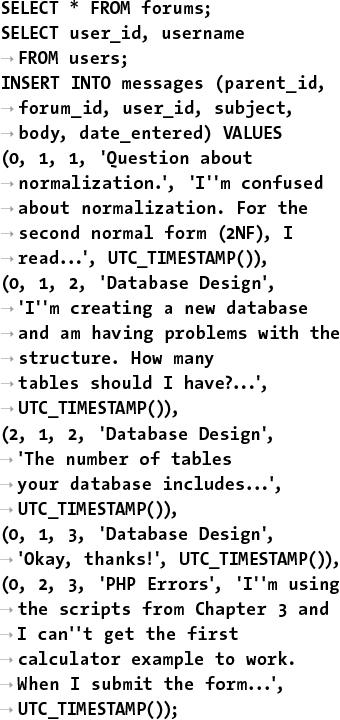 SELECT * FROM forums;
SELECT user_id, username
→ FROM users;
INSERT INTO messages (parent_id,
→ forum_id, user_id, subject,
→ body, date_entered) VALUES
(0, 1, 1, 'Question about
→ normalization.', 'I''m confused
→ about normalization. For the
→ second normal form (2NF), I
→ read...', UTC_TIMESTAMP()),
(0, 1, 2, 'Database Design',
→ 'I''m creating a new database
→ and am having problems with the
→ structure. How many
→ tables should I have?...',
→ UTC_TIMESTAMP()),
(2, 1, 2, 'Database Design',
→ 'The number of tables
→ your database includes...',
→ UTC_TIMESTAMP()),
(0, 1, 3, 'Database Design',
→ 'Okay, thanks!', UTC_TIMESTAMP()),
(0, 2, 3, 'PHP Errors', 'I''m using
→ the scripts from Chapter 3 and
→ I can''t get the first
→ calculator example to work.
→ When I submit the form...',
→ UTC_TIMESTAMP());